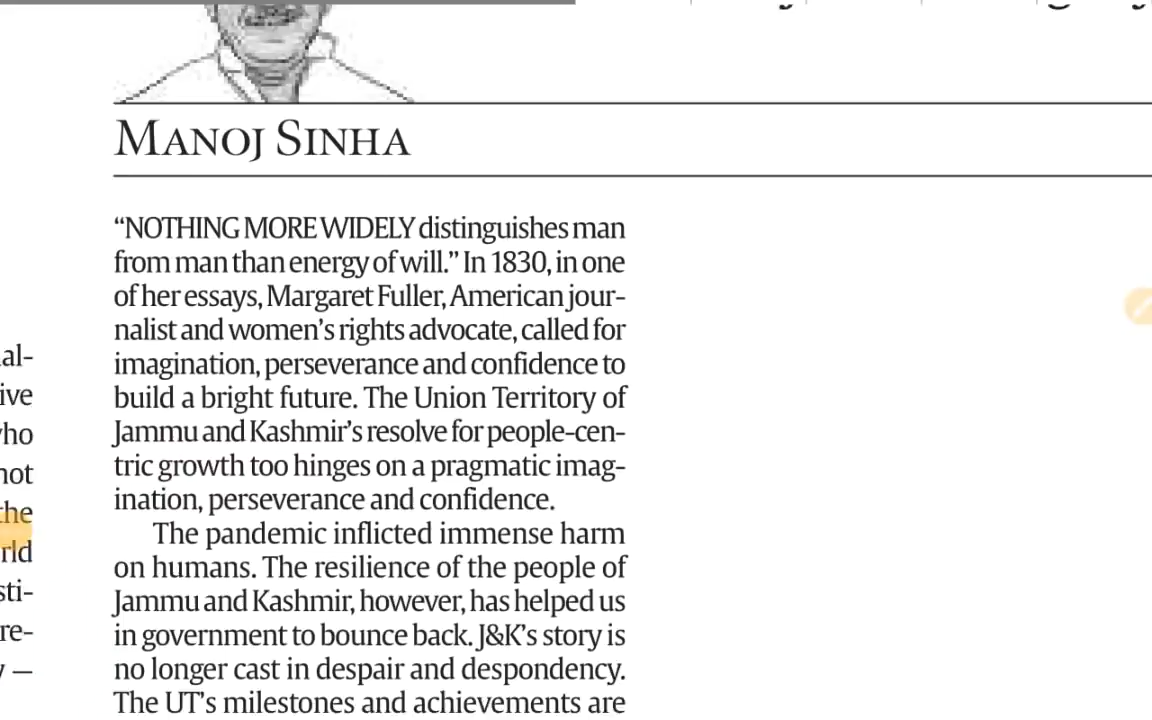 MANOJ SINHA
“NOTHING MORE WIDELY distinguishes man
from man than energy of will.” In 1830, in one
of her essays, Margaret Fuller, American jour-
nalist and women’s rights advocate, called for
imagination, perseverance and confidence to
build a bright future. The Union Territory of
Jammu and Kashmir’s resolve for people-cen-
tric growth too hinges on a pragmatic imag-
ination, perseverance and confidence.
The pandemic inflicted immense harm
on humans. The resilience of the people of
Jammu and Kashmir, however, has helped us
in government to bounce back. J&K’s story is
no longer cast in despair and despondency.
The UT’s milestones and achievements are
not
the